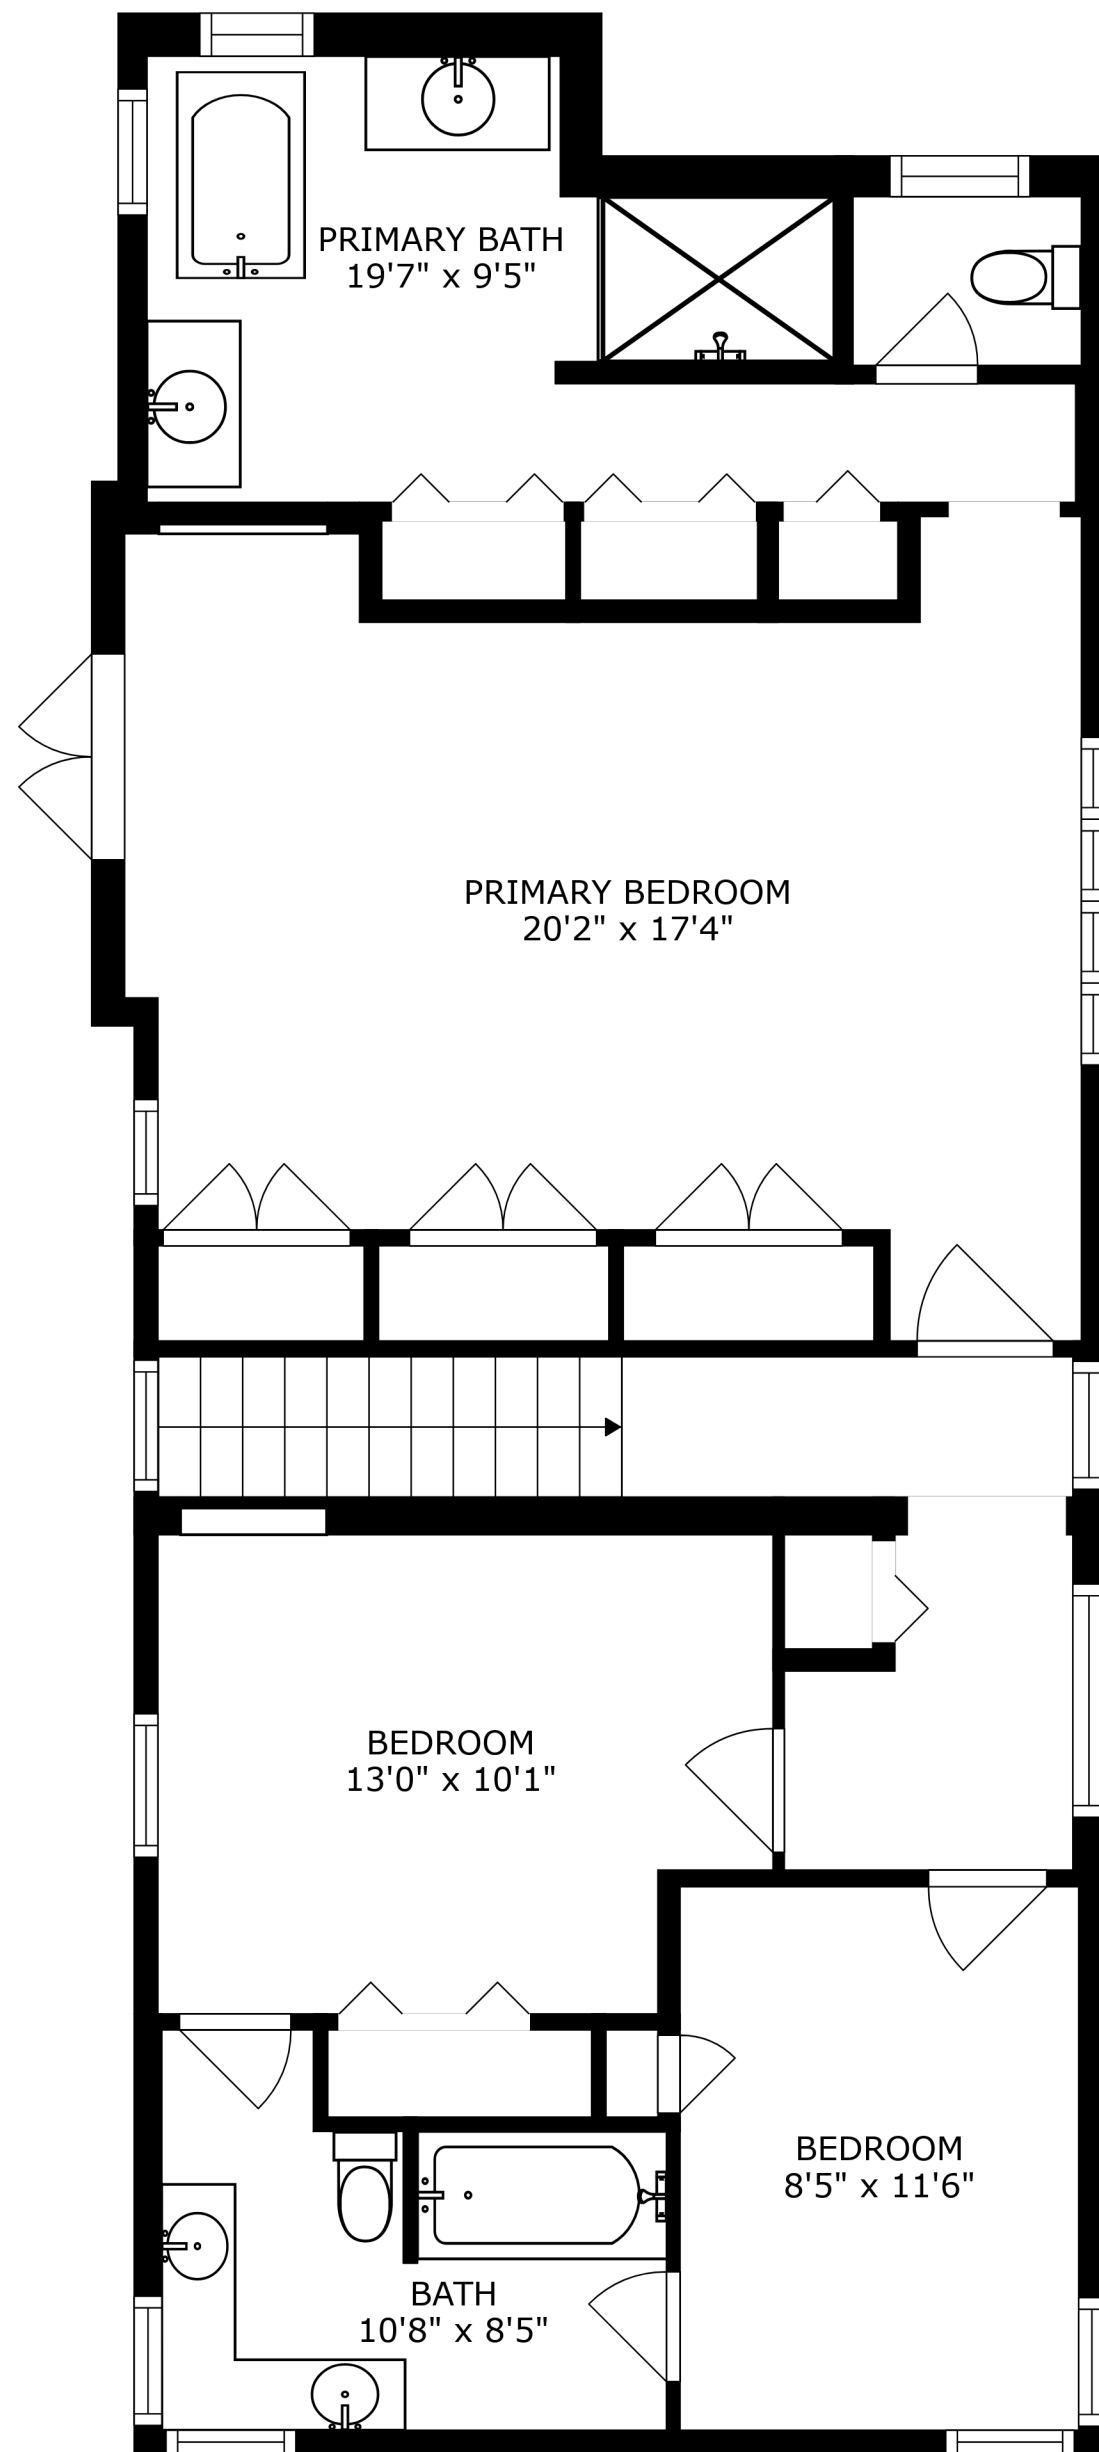 PRIMARY BATH
19'7" x 9'5"
PRIMARY BEDROOM
20'2" x 17'4"
BEDROOM
13'0" x 10'1"
BEDROOM
8'5" x 11'6"
BATH
10'8" x 8'5"